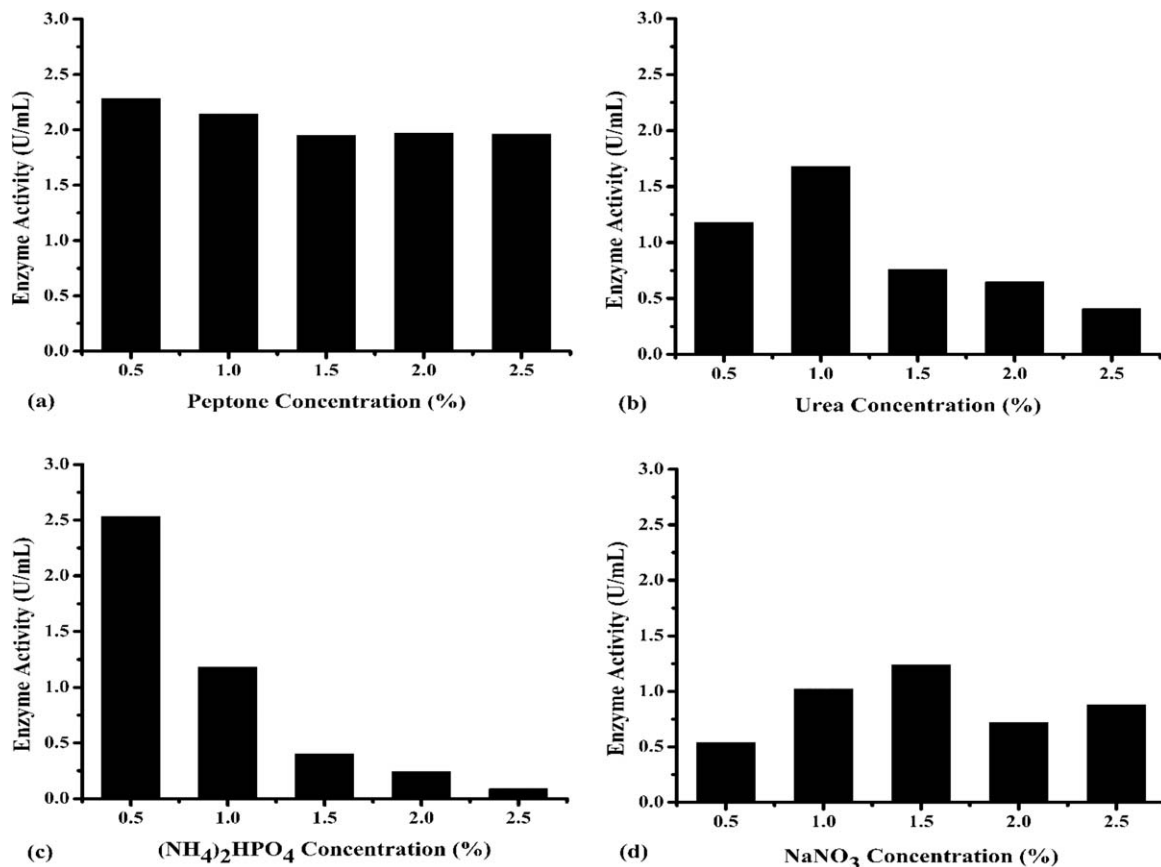 Enzyme Activity (U/mL)
3.0
2.5
2.0
1.5
1.0
0.5
0.0
0.5 1.0 1.5 2.0 2.5
(a) Peptone Concentration (%)
Enzyme Activity (U/mL)
3.0
2.5
2.0
1.5
1.0
0.5
0.0
0.5 1.0 1.5 2.0 2.5
(b) Urea Concentration (%)
Enzyme Activity (U/mL)
3.0
2.5
2.0
1.5
1.0
0.5
0.0
0.5 1.0 1.5 2.0 2.5
(c) (NH4)2HPO4 Concentration (%)
Enzyme Activity (U/mL)
3.0
2.5
2.0
1.5
1.0
0.5
0.0
0.5 1.0 1.5 2.0 2.5
(d) NaNO3 Concentration (%)